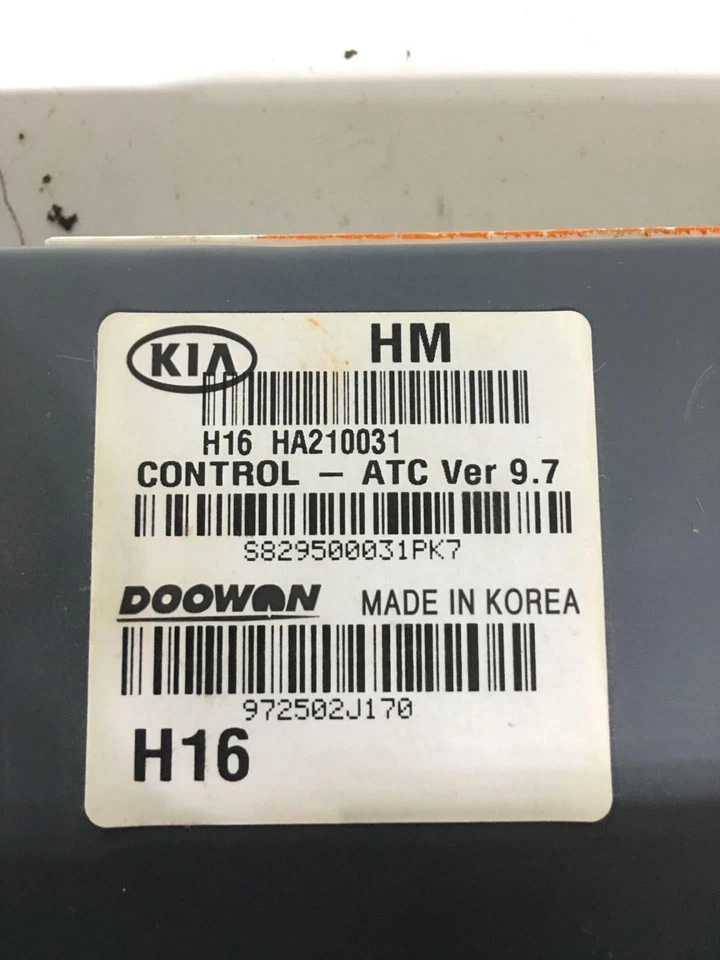 KIA HM
H16 HA210031
CONTROL — ATC Ver 9.7
S829500031PK7
DOOWON MADE IN KOREA
972502J170
H16